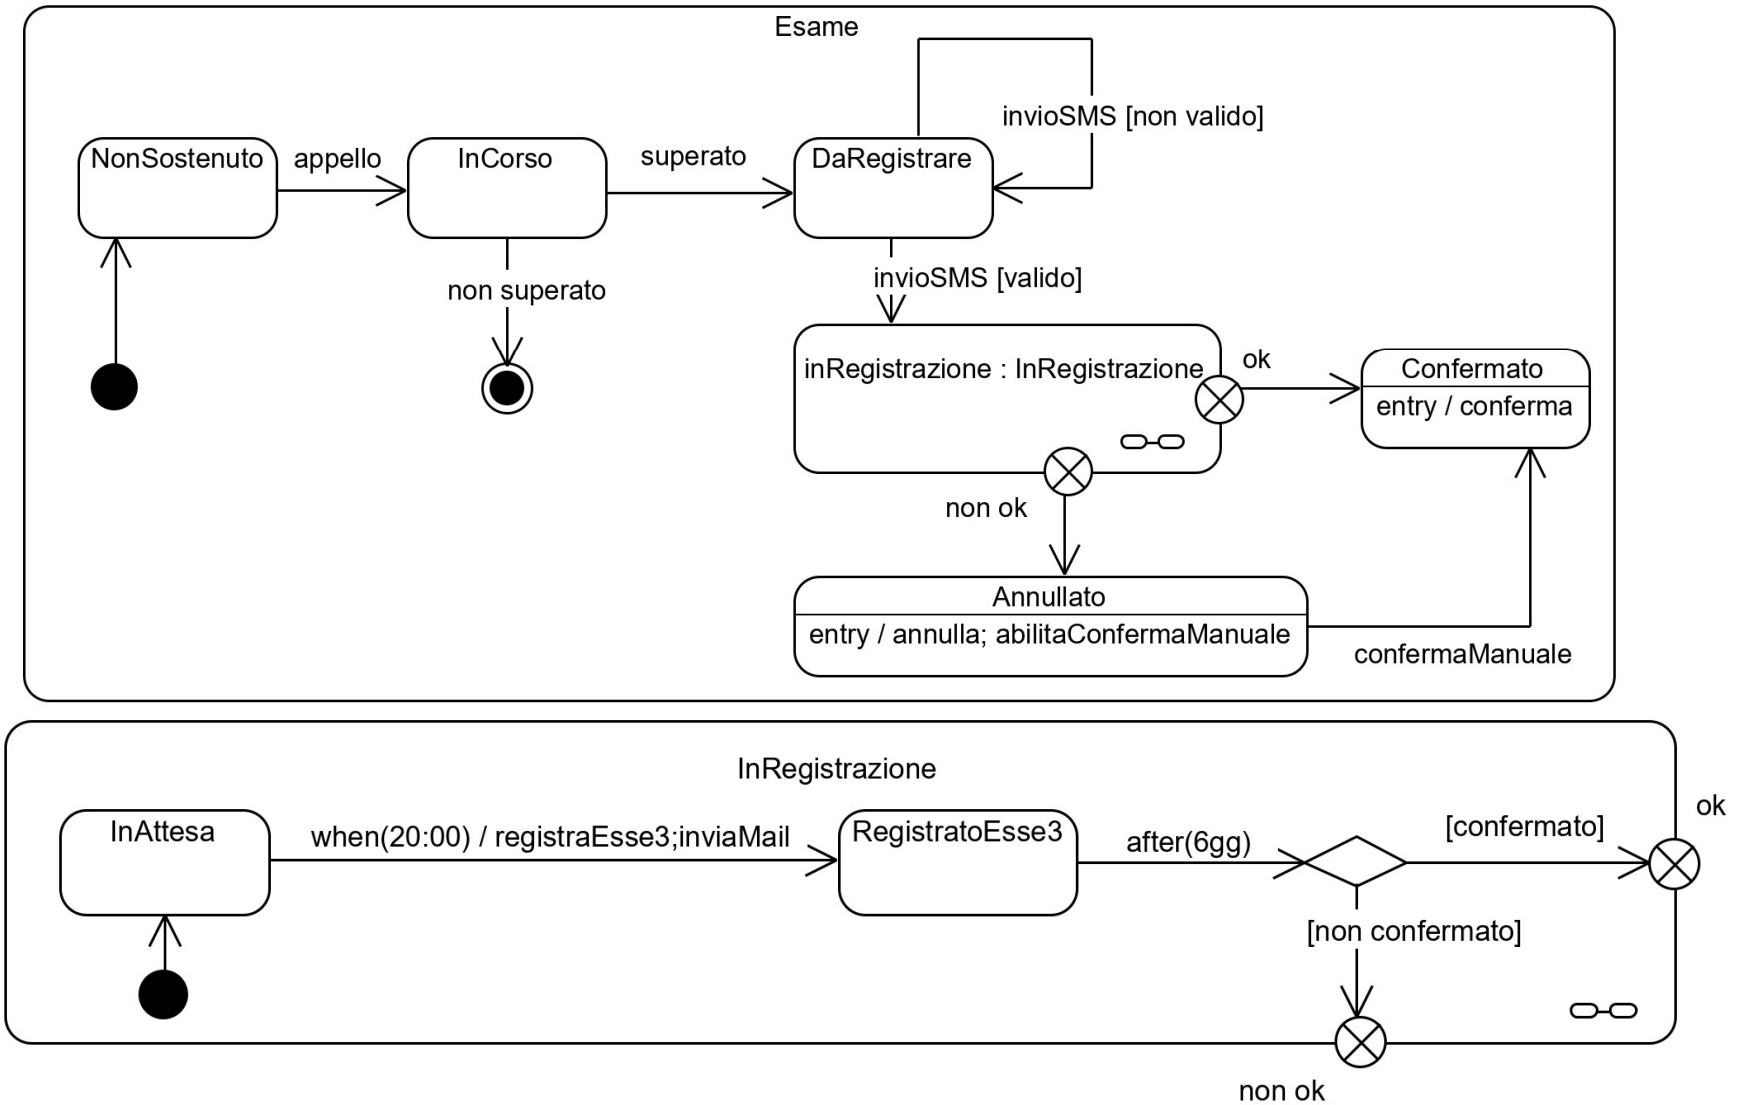 Esame
invioSMS [non valido]
NonSostenuto
appello
InCorso
superato
DaRegistrare
non superato
invioSMS [valido]
inRegistrazione : InRegistrazione
ok
Confermato
entry / conferma
non ok
Annullato
entry / annulla; abilitaConfermaManuale
confermaManuale
InRegistrazione
ok
InAttesa
when(20:00) / registraEsse3;inviaMail
RegistratoEsse3
after(6gg)
[confermato]
[non confermato]
non ok